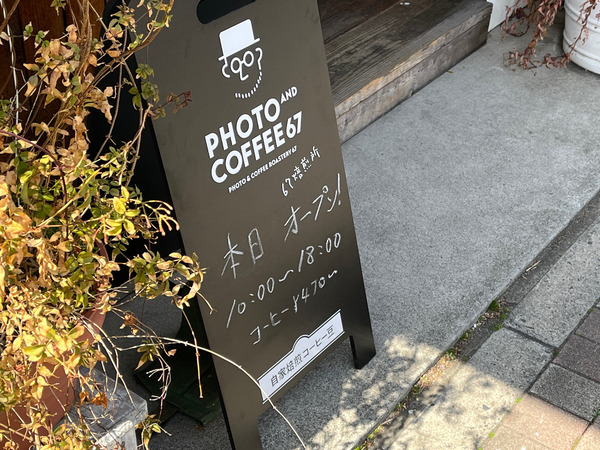 PHOTO AND
COFFEE 67
PHOTO & COFFEE ROASTERY 67
67焙煎所
本日 オープン!
10:00〜18:00
コーヒー ¥470〜
自家焙煎コーヒー豆